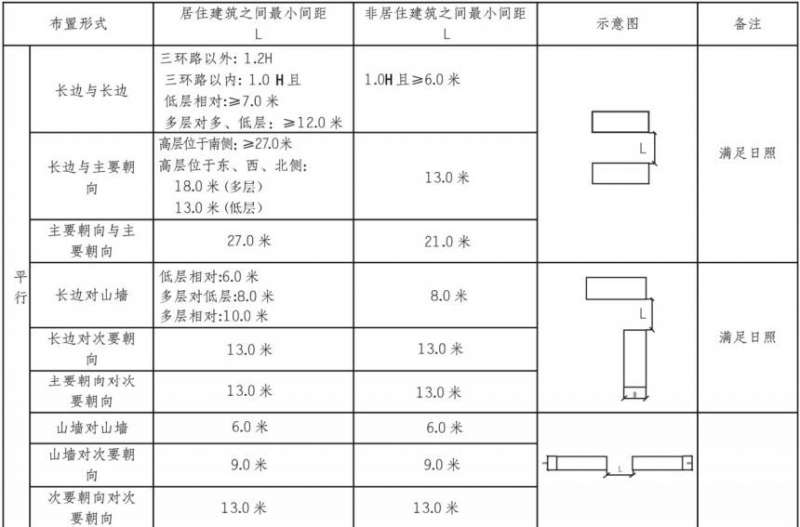 布置形式
居住建筑之间最小间距
L
非居住建筑之间最小间距
L
示意图
备注
平
行
长边与长边
三环路以外: 1.2H
三环路以内: 1.0 H 且
低层相对:≥7.0 米
多层对多、低层: ≥12.0 米
1.0H 且≥6.0 米
长边与主要朝
向
高层位于南侧: ≥27.0米
高层位于东、西、北侧:
18.0 米 (多层)
13.0 米 (低层)
13.0 米
L
满足日照
主要朝向与主
要朝向
27.0 米
21.0 米
长边对山墙
低层相对:6.0 米
多层对低层:8.0 米
多层相对:10.0米
8.0 米
L
满足日照
长边对次要朝
向
13.0 米
13.0 米
主要朝向对次
要朝向
13.0 米
13.0 米
山墙对山墙
6.0 米
6.0 米
山墙对次要朝
向
9.0 米
9.0 米
L
次要朝向对次
要朝向
13.0 米
13.0 米